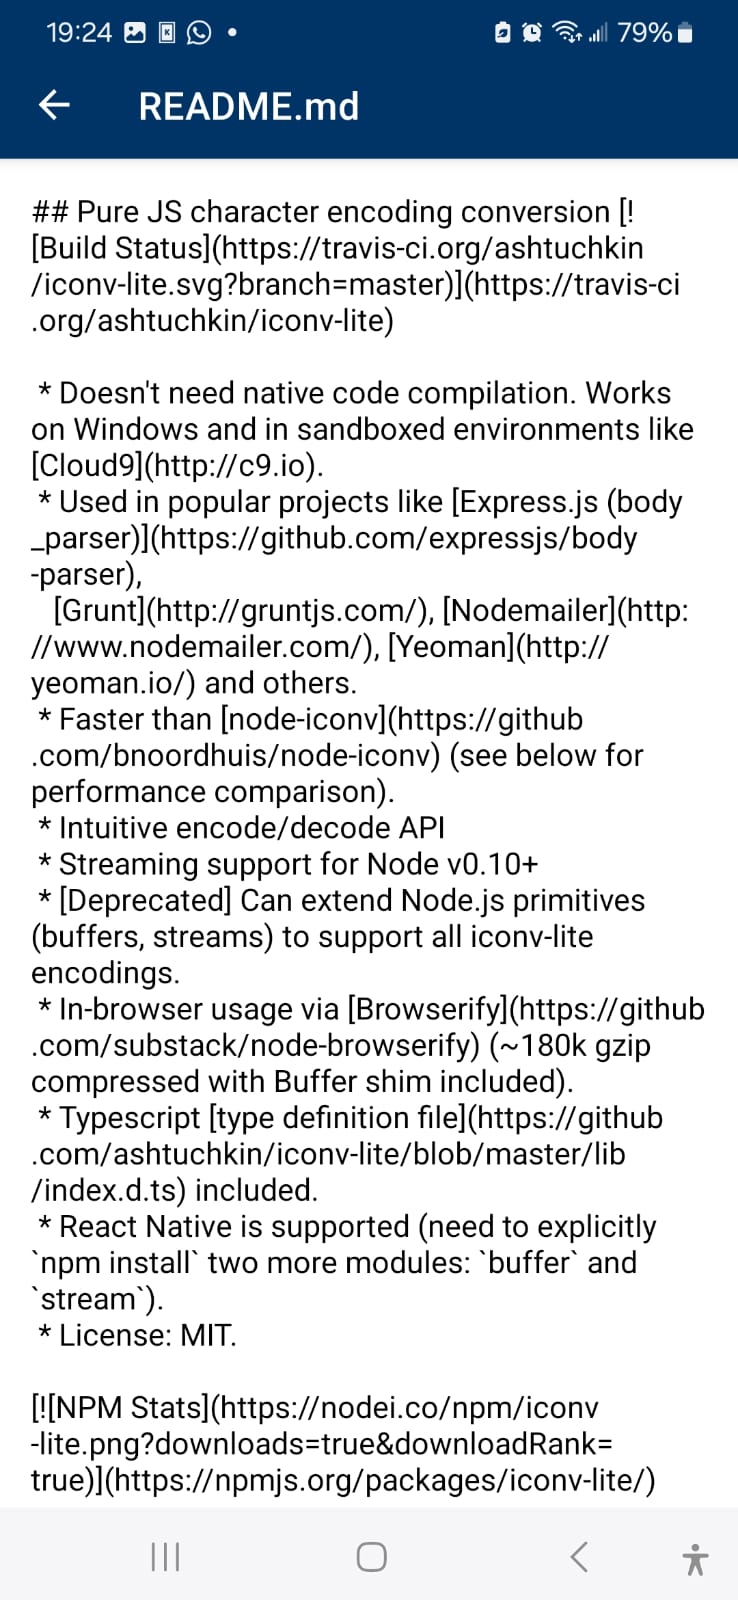 19:24
79%
README.md
## Pure JS character encoding conversion [!
[Build Status](https://travis-ci.org/ashtuchkin
/iconv-lite.svg?branch=master)](https://travis-ci
.org/ashtuchkin/iconv-lite)
* Doesn't need native code compilation. Works
on Windows and in sandboxed environments like
[Cloud9](http://c9.io).
* Used in popular projects like [Express.js (body
_parser)](https://github.com/expressjs/body
-parser),
[Grunt](http://gruntjs.com/), [Nodemailer](http:
//www.nodemailer.com/), [Yeoman](http://
yeoman.io/) and others.
* Faster than [node-iconv](https://github
.com/bnoordhuis/node-iconv) (see below for
performance comparison).
* Intuitive encode/decode API
* Streaming support for Node v0.10+
* [Deprecated] Can extend Node.js primitives
(buffers, streams) to support all iconv-lite
encodings.
* In-browser usage via [Browserify](https://github
.com/substack/node-browserify) (~180k gzip
compressed with Buffer shim included).
* Typescript [type definition file](https://github
.com/ashtuchkin/iconv-lite/blob/master/lib
/index.d.ts) included.
* React Native is supported (need to explicitly
`npm install` two more modules: `buffer` and
`stream`).
* License: MIT.
[![NPM Stats](https://nodei.co/npm/iconv
-lite.png?downloads=true&downloadRank=
true)](https://npmjs.org/packages/iconv-lite/)